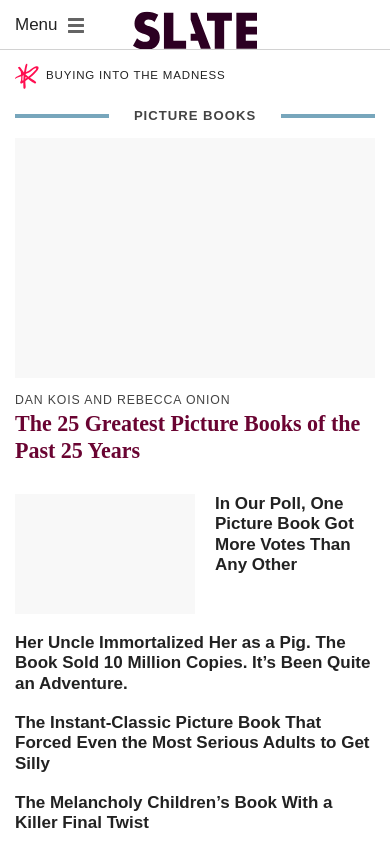 Menu
SLATE
BUYING INTO THE MADNESS
PICTURE BOOKS
DAN KOIS AND REBECCA ONION
The 25 Greatest Picture Books of the
Past 25 Years
In Our Poll, One
Picture Book Got
More Votes Than
Any Other
Her Uncle Immortalized Her as a Pig. The
Book Sold 10 Million Copies. It’s Been Quite
an Adventure.
The Instant-Classic Picture Book That
Forced Even the Most Serious Adults to Get
Silly
The Melancholy Children’s Book With a
Killer Final Twist